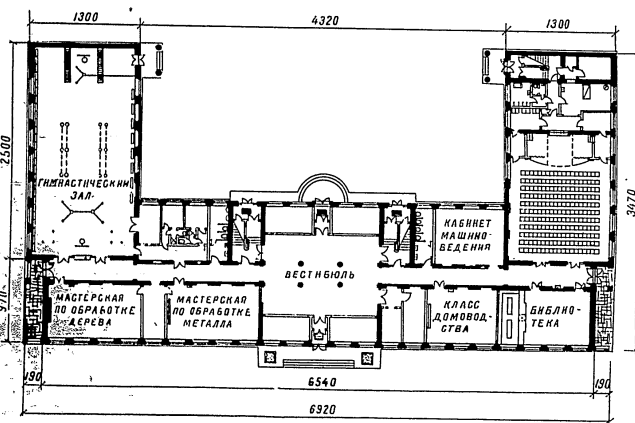 1300
4320
1300
2500
3470
ГИМНАСТИЧЕСКИЙ
ЗАЛ
КАБИНЕТ
МАШИНО-
ВЕДЕНИЯ
ВЕСТИБЮЛЬ
МАСТЕРСКАЯ
ПО ОБРАБОТКЕ
ДЕРЕВА
МАСТЕРСКАЯ
ПО ОБРАБОТКЕ
МЕТАЛЛА
КЛАСС
ДОМОВОД-
СТВА
БИБЛИО-
ТЕКА
190
6540
190
6920